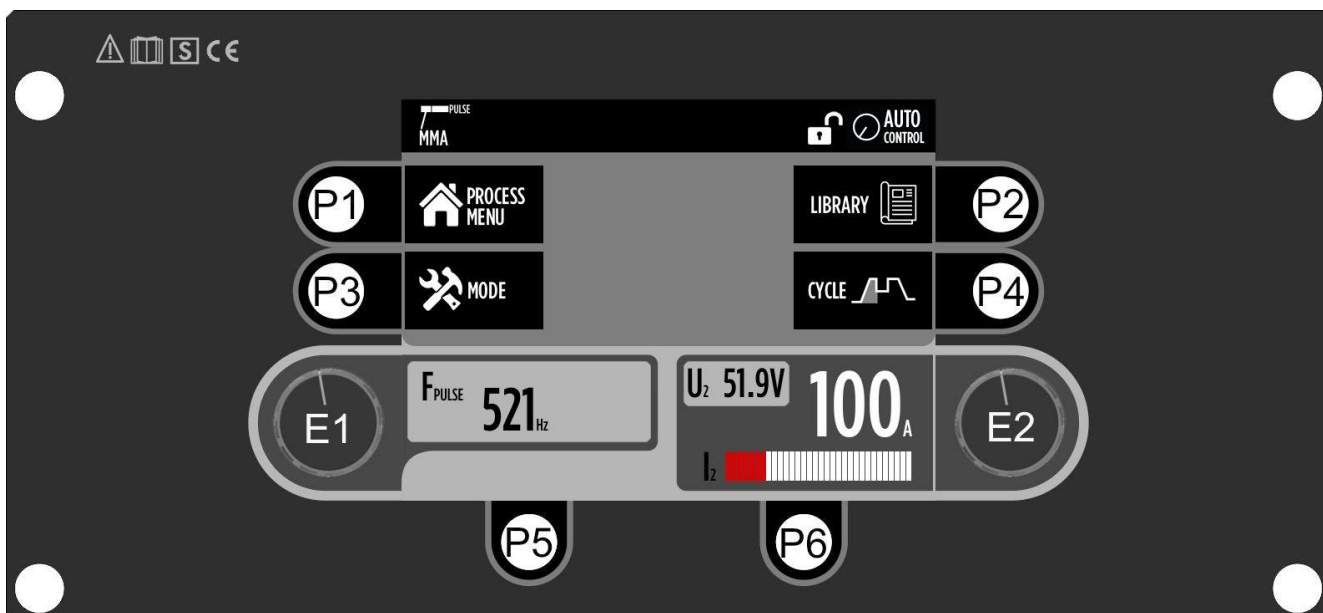 S CE
PULSE
MMA
AUTO
CONTROL
P1
PROCESS
MENU
LIBRARY
P2
P3
MODE
CYCLE
P4
E1
FPULSE 521Hz
U2 51.9V
100A
I2
E2
P5
P6